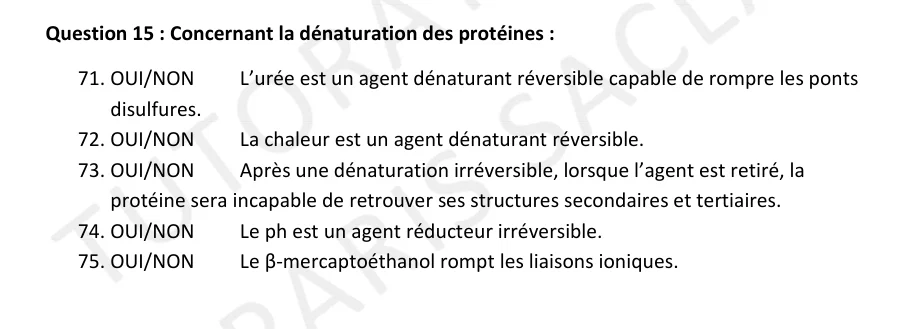 Question 15 : Concernant la dénaturation des protéines :
71. OUI/NON L’urée est un agent dénaturant réversible capable de rompre les ponts
disulfures.
72. OUI/NON La chaleur est un agent dénaturant réversible.
73. OUI/NON Après une dénaturation irréversible, lorsque l’agent est retiré, la
protéine sera incapable de retrouver ses structures secondaires et tertiaires.
74. OUI/NON Le ph est un agent réducteur irréversible.
75. OUI/NON Le β-mercaptoéthanol rompt les liaisons ioniques.